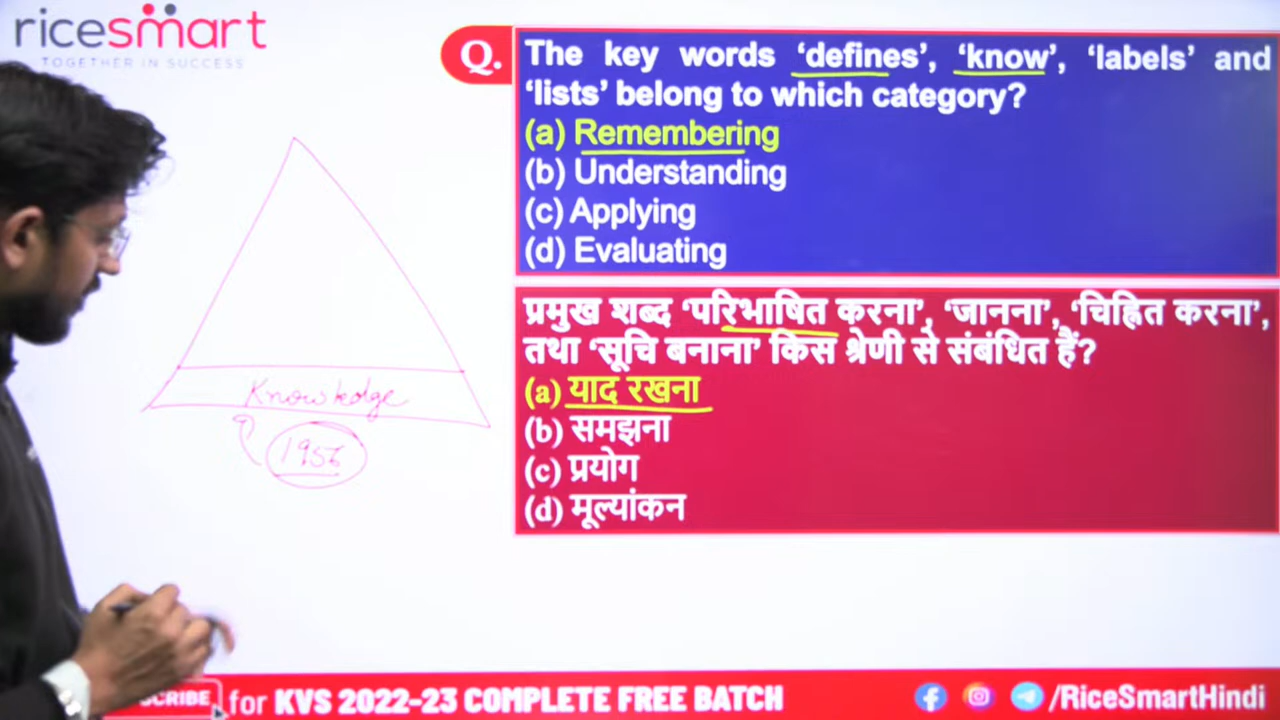 ricesmart
TOGETHER IN SUCCESS
Q.
The key words ‘defines’, ‘know’, ‘labels’ and
‘lists’ belong to which category?
(a) Remembering
(b) Understanding
(c) Applying
(d) Evaluating
प्रमुख शब्द ‘परिभाषित करना’, ‘जानना’, ‘चिह्नित करना’,
तथा ‘सूचि बनाना’ किस श्रेणी से संबंधित हैं?
(a) याद रखना
(b) समझना
(c) प्रयोग
(d) मूल्यांकन
Knowledge
1956
CRIBE for KVS 2022-23 COMPLETE FREE BATCH
/RiceSmartHindi